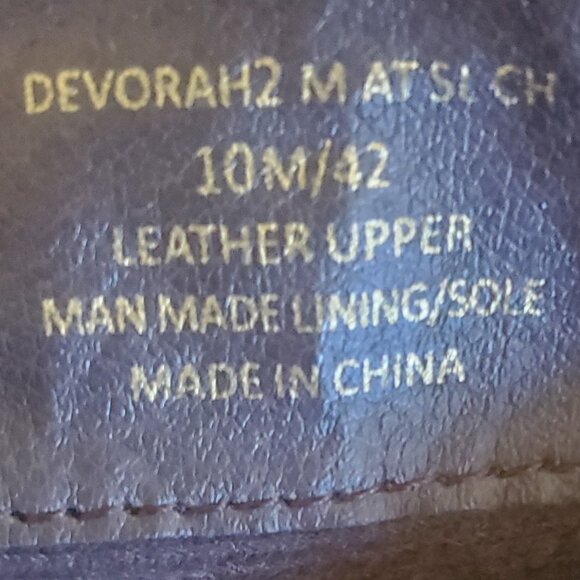 DEVORAH2 M AT SL CH
10M/42
LEATHER UPPER
MAN MADE LINING/SOLE
MADE IN CHINA